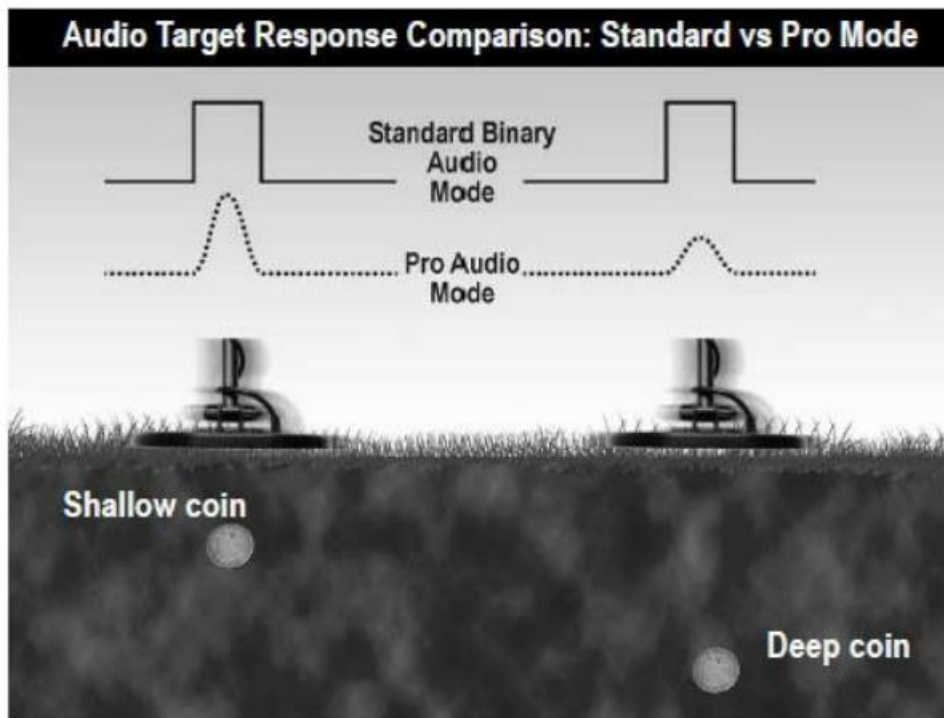 Audio Target Response Comparison: Standard vs Pro Mode
Standard Binary
Audio
Mode
Pro Audio
Mode
Shallow coin
Deep coin